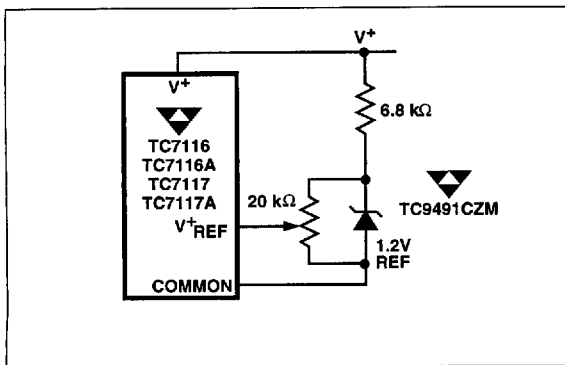 V+
V+
6.8 kΩ
TC7116
TC7116A
TC7117
TC7117A
20 kΩ
V+REF
TC9491CZM
1.2V
REF
COMMON